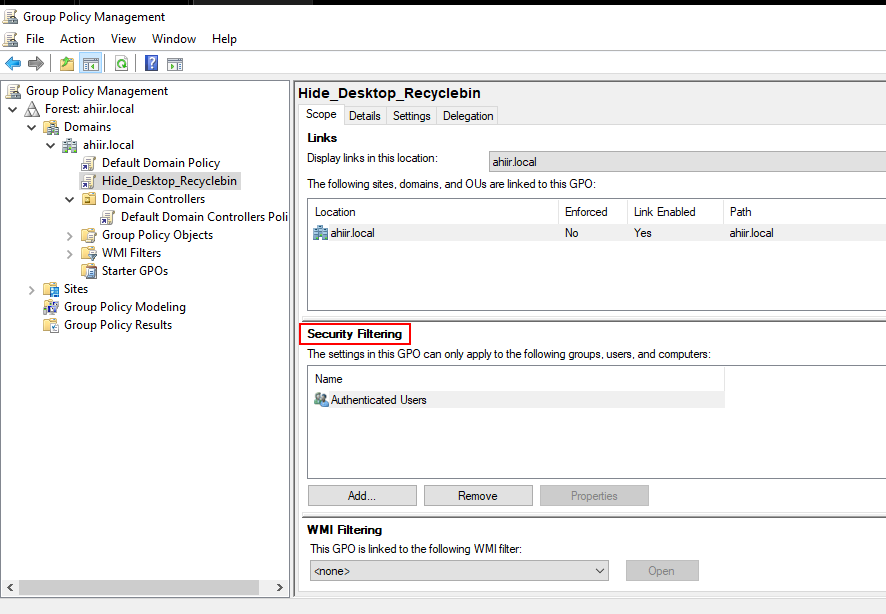 Group Policy Management
File Action View Window Help
Group Policy Management
Forest: ahiir.local
Domains
ahiir.local
Default Domain Policy
Hide_Desktop_Recyclebin
Domain Controllers
Default Domain Controllers Poli
Group Policy Objects
WMI Filters
Starter GPOs
Sites
Group Policy Modeling
Group Policy Results
Hide_Desktop_Recyclebin
Scope Details Settings Delegation
Links
Display links in this location: ahiir.local
The following sites, domains, and OUs are linked to this GPO:
Location Enforced Link Enabled Path
ahiir.local No Yes ahiir.local
Security Filtering
The settings in this GPO can only apply to the following groups, users, and computers:
Name
Authenticated Users
Add... Remove Properties
WMI Filtering
This GPO is linked to the following WMI filter:
<none> Open